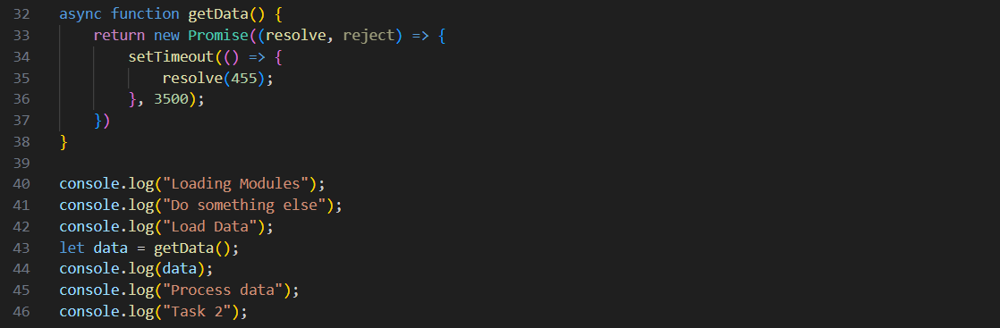 32 async function getData() {
33     return new Promise((resolve, reject) => {
34         setTimeout(() => {
35             resolve(455);
36         }, 3500);
37     })
38 }
39
40 console.log("Loading Modules");
41 console.log("Do something else");
42 console.log("Load Data");
43 let data = getData();
44 console.log(data);
45 console.log("Process data");
46 console.log("Task 2");